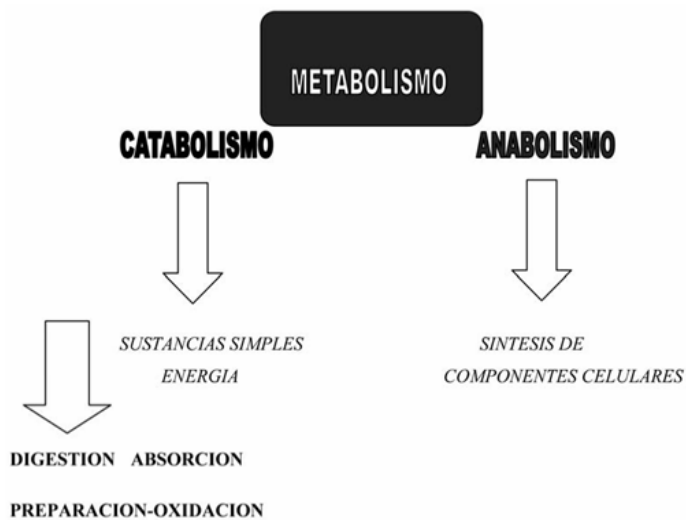 METABOLISMO
CATABOLISMO
ANABOLISMO
SUSTANCIAS SIMPLES
ENERGIA
SINTESIS DE
COMPONENTES CELULARES
DIGESTION ABSORCION
PREPARACION-OXIDACION